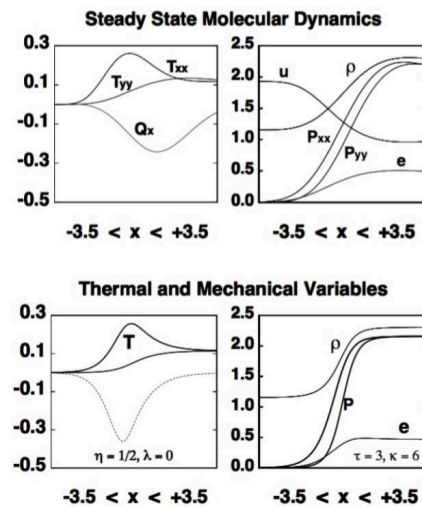 Steady State Molecular Dynamics
0.3
0.1
-0.1
-0.3
-0.5
Txx
Tyy
Qx
-3.5 < x < +3.5
2.5
2.0
1.5
1.0
0.5
0.0
u
ρ
Pxx
Pyy
e
-3.5 < x < +3.5
Thermal and Mechanical Variables
0.3
0.1
-0.1
-0.3
-0.5
T
η = 1/2, λ = 0
-3.5 < x < +3.5
2.5
2.0
1.5
1.0
0.5
0.0
ρ
P
e
τ = 3, κ = 6
-3.5 < x < +3.5